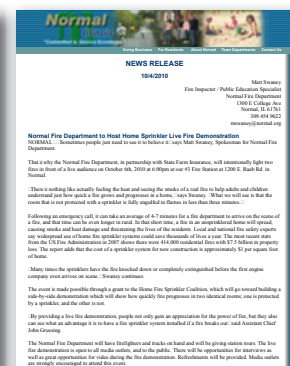 Normal
ILLINOIS
"Committed to Service Excellence"
Doing Business For Residents About Normal Town Departments Contact Us
NEWS RELEASE
10/4/2010
Matt Swaney
Fire Inspector / Public Education Specialist
Normal Fire Department
1300 E College Ave
Normal, IL 61761
309.454.9622
mswaney@normal.org
Normal Fire Department to Host Home Sprinkler Live Fire Demonstration
NORMAL □ □Sometimes people just need to see it to believe it□ says Matt Swaney, Spokesman for Normal Fire
Department.
That□s why the Normal Fire Department, in partnership with State Farm Insurance, will intentionally light two
fires in front of a live audience on October 6th, 2010 at 6:00pm at our #3 Fire Station at 1200 E. Raab Rd. in
Normal.
□There is nothing like actually feeling the heat and seeing the smoke of a real fire to help adults and children
understand just how quick a fire grows and progresses in a home,□ says Swaney. □What we will see is that the
room that is not protected with a sprinkler is fully engulfed in flames in less than three minutes.□
Following an emergency call, it can take an average of 4-7 minutes for a fire department to arrive on the scene of
a fire, and that time can be even longer in rural. In that short time, a fire in an unsprinklered home will spread,
causing smoke and heat damage and threatening the lives of the residents. Local and national fire safety experts
say widespread use of home fire sprinkler systems could save thousands of lives a year. The most recent stats
from the US Fire Administration in 2007 shows there were 414,000 residential fires with $7.5 billion in property
loss. The report adds that the cost of a sprinkler system for new construction is approximately $1 per square foot
of home.
□Many times the sprinklers have the fire knocked down or completely extinguished before the first engine
company even arrives on scene.□ Swaney continues.
The event is made possible through a grant to the Home Fire Sprinkler Coalition, which will go toward building a
side-by-side demonstration which will show how quickly fire progresses in two identical rooms; one is protected
by a sprinkler, and the other is not.
□By providing a live fire demonstration, people not only gain an appreciation for the power of fire, but they also
can see what an advantage it is to have a fire sprinkler system installed if a fire breaks out□ said Assistant Chief
John Grussing.
The Normal Fire Department will have firefighters and trucks on hand and will be giving station tours. The live
fire demonstration is open to all media outlets, and to the public. There will be opportunities for interviews as
well as great opportunities for video during the fire demonstration. Refreshments will be provided. Media outlets
are strongly encouraged to attend this event.